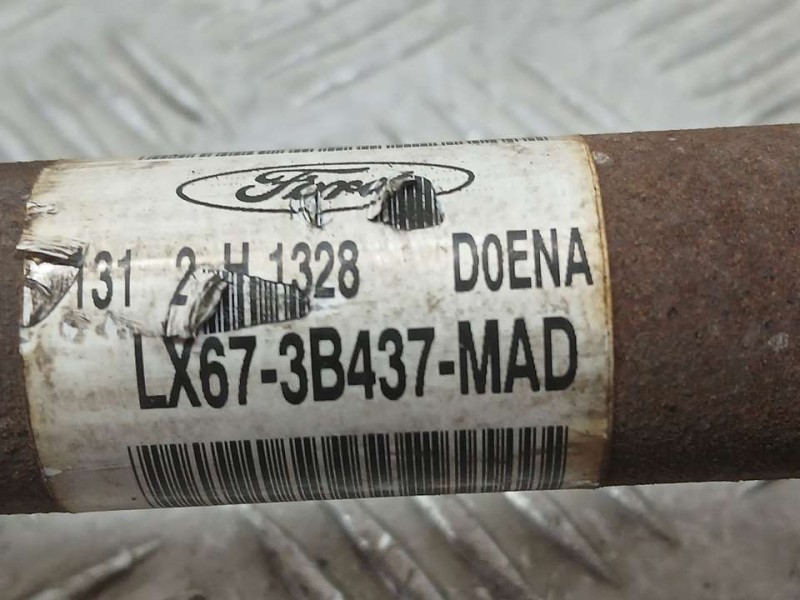 Ford
131 2 H 1328 D0ENA
LX67-3B437-MAD